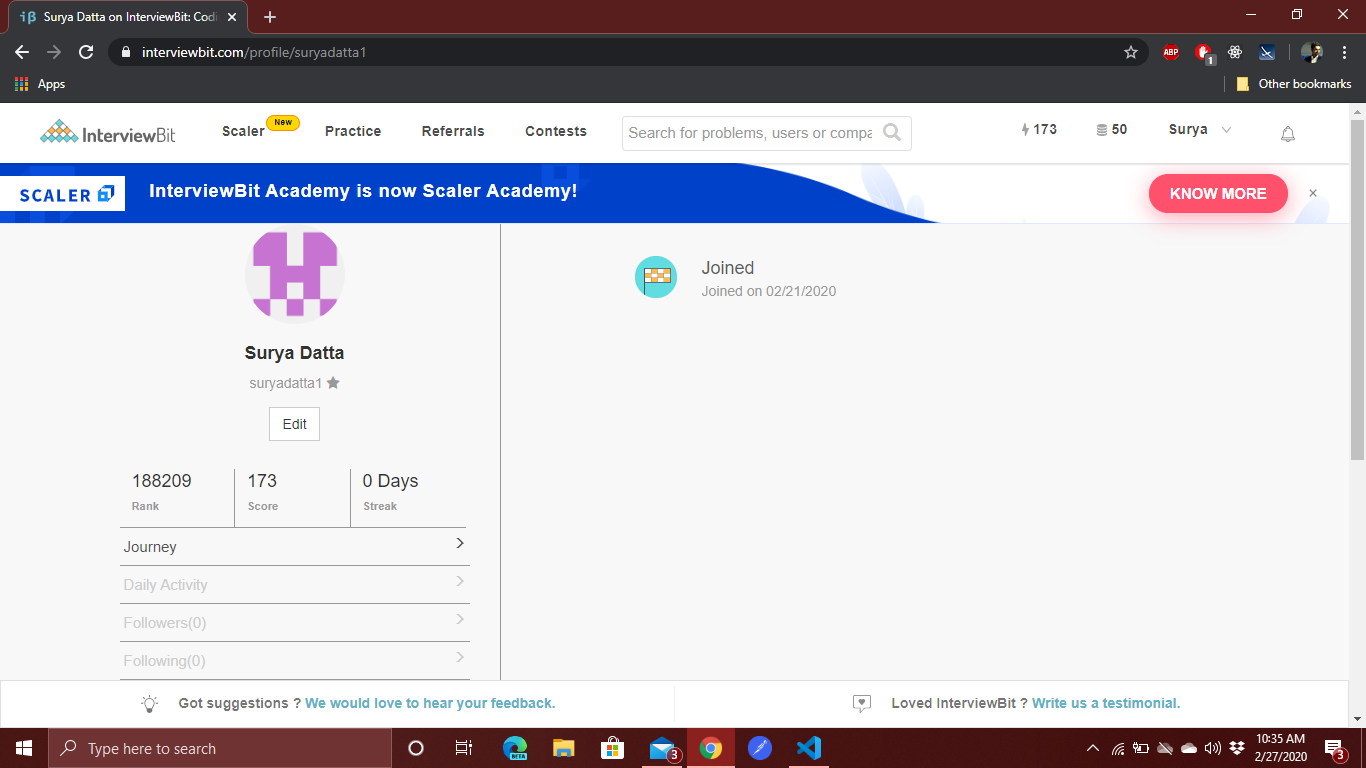 Surya Datta on InterviewBit: Codi
interviewbit.com/profile/suryadatta1
ABP
1
Apps
Other bookmarks
InterviewBit
Scaler New Practice Referrals Contests
Search for problems, users or compa
173 50 Surya
SCALER
InterviewBit Academy is now Scaler Academy!
KNOW MORE
×
Joined
Joined on 02/21/2020
Surya Datta
suryadatta1
Edit
188209 173 0 Days
Rank Score Streak
Journey
Daily Activity
Followers(0)
Following(0)
Got suggestions ? We would love to hear your feedback.
Loved InterviewBit ? Write us a testimonial.
Type here to search
BETA
3
10:35 AM
2/27/2020
3